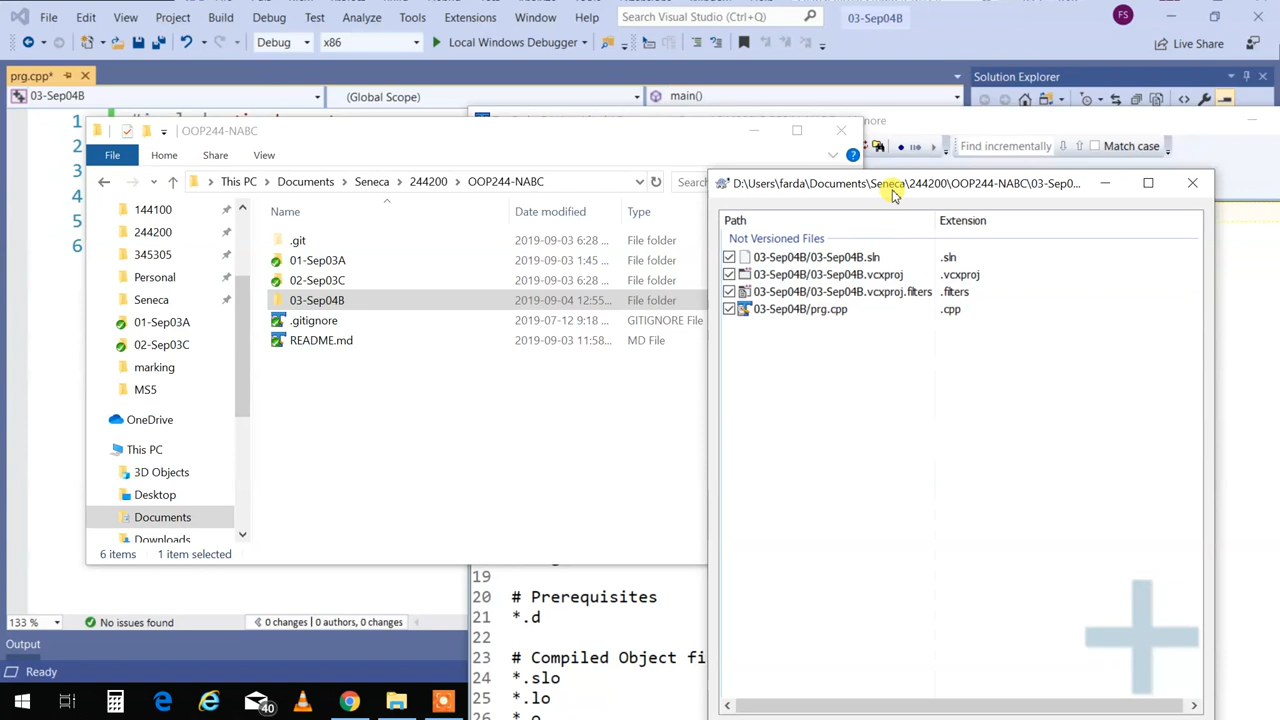 File Edit View Project Build Debug Test Analyze Tools Extensions Window Help Search Visual Studio (Ctrl+Q) 03-Sep04B FS
Debug x86 Local Windows Debugger Live Share
prg.cpp* Solution Explorer
03-Sep04B (Global Scope) main()
1
2
3
4
5
6
OOP244-NABC
File Home Share View
This PC Documents Seneca 244200 OOP244-NABC
Name Date modified Type
.git 2019-09-03 6:28 ... File folder
01-Sep03A 2019-09-03 1:45 ... File folder
02-Sep03C 2019-09-03 6:28 ... File folder
03-Sep04B 2019-09-04 12:55... File folder
.gitignore 2019-07-12 9:18 ... GITIGNORE File
README.md 2019-09-03 11:58... MD File
144100
244200
345305
Personal
Seneca
01-Sep03A
02-Sep03C
marking
MS5
OneDrive
This PC
3D Objects
Desktop
Documents
Downloads
6 items 1 item selected
Find incrementally Match case
D:\Users\farda\Documents\Seneca\244200\OOP244-NABC\03-Sep0...
Path Extension
Not Versioned Files
03-Sep04B/03-Sep04B.sln .sln
03-Sep04B/03-Sep04B.vcxproj .vcxproj
03-Sep04B/03-Sep04B.vcxproj.filters .filters
03-Sep04B/prg.cpp .cpp
19
20 # Prerequisites
21 *.d
22
23 # Compiled Object fi
24 *.slo
25 *.lo
26 *.o
133 % No issues found 0 changes | 0 authors, 0 changes
Output
Ready
40